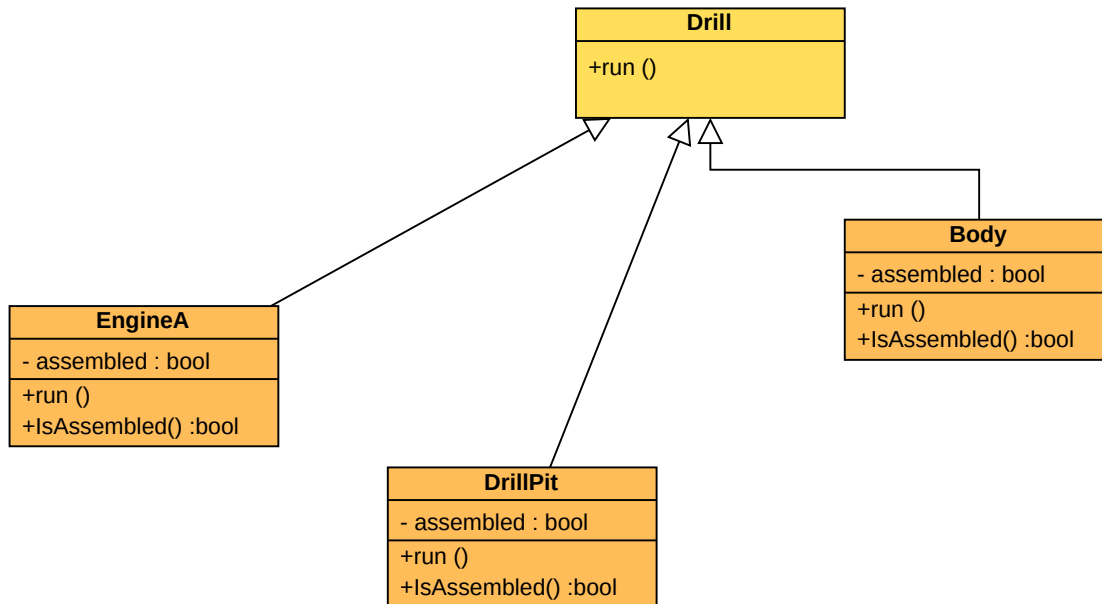 Drill
+run ()
Body
- assembled : bool
+run ()
+IsAssembled() :bool
EngineA
- assembled : bool
+run ()
+IsAssembled() :bool
DrillPit
- assembled : bool
+run ()
+IsAssembled() :bool